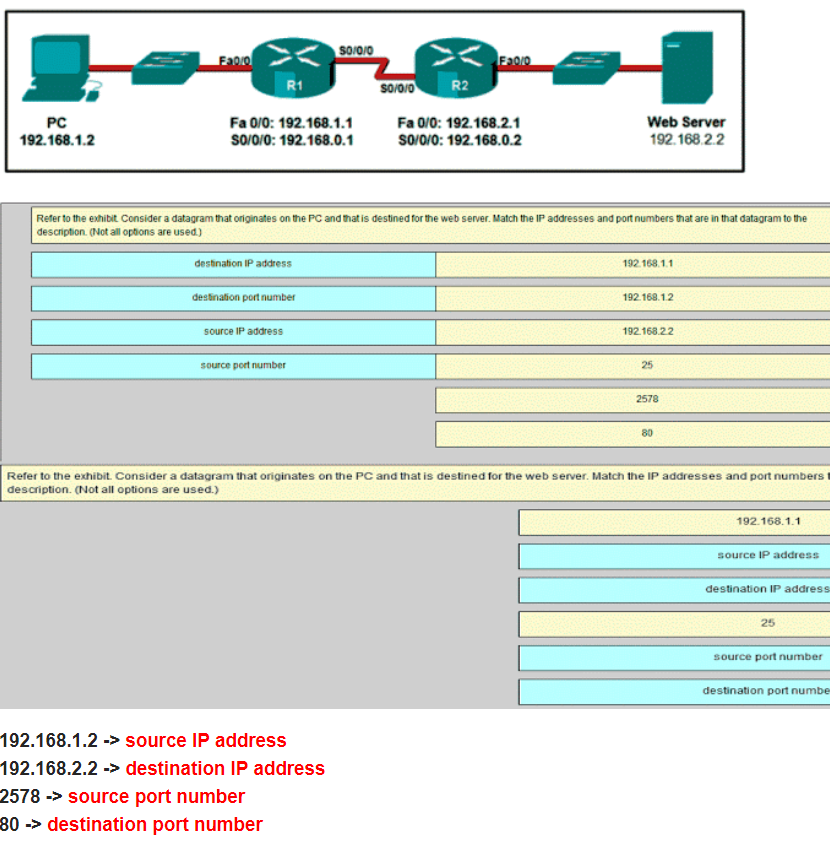 Fa0/0
S0/0/0
Fa0/0
S0/0/0
R1
R2
PC
192.168.1.2
Fa 0/0: 192.168.1.1
S0/0/0: 192.168.0.1
Fa 0/0: 192.168.2.1
S0/0/0: 192.168.0.2
Web Server
192.168.2.2
Refer to the exhibit. Consider a datagram that originates on the PC and that is destined for the web server. Match the IP addresses and port numbers that are in that datagram to the
description. (Not all options are used.)
destination IP address
192.168.1.1
destination port number
192.168.1.2
source IP address
192.168.2.2
source port number
25
2578
80
Refer to the exhibit. Consider a datagram that originates on the PC and that is destined for the web server. Match the IP addresses and port numbers
description. (Not all options are used.)
192.168.1.1
source IP address
destination IP address
25
source port number
destination port numbe
192.168.1.2 -> source IP address
192.168.2.2 -> destination IP address
2578 -> source port number
80 -> destination port number